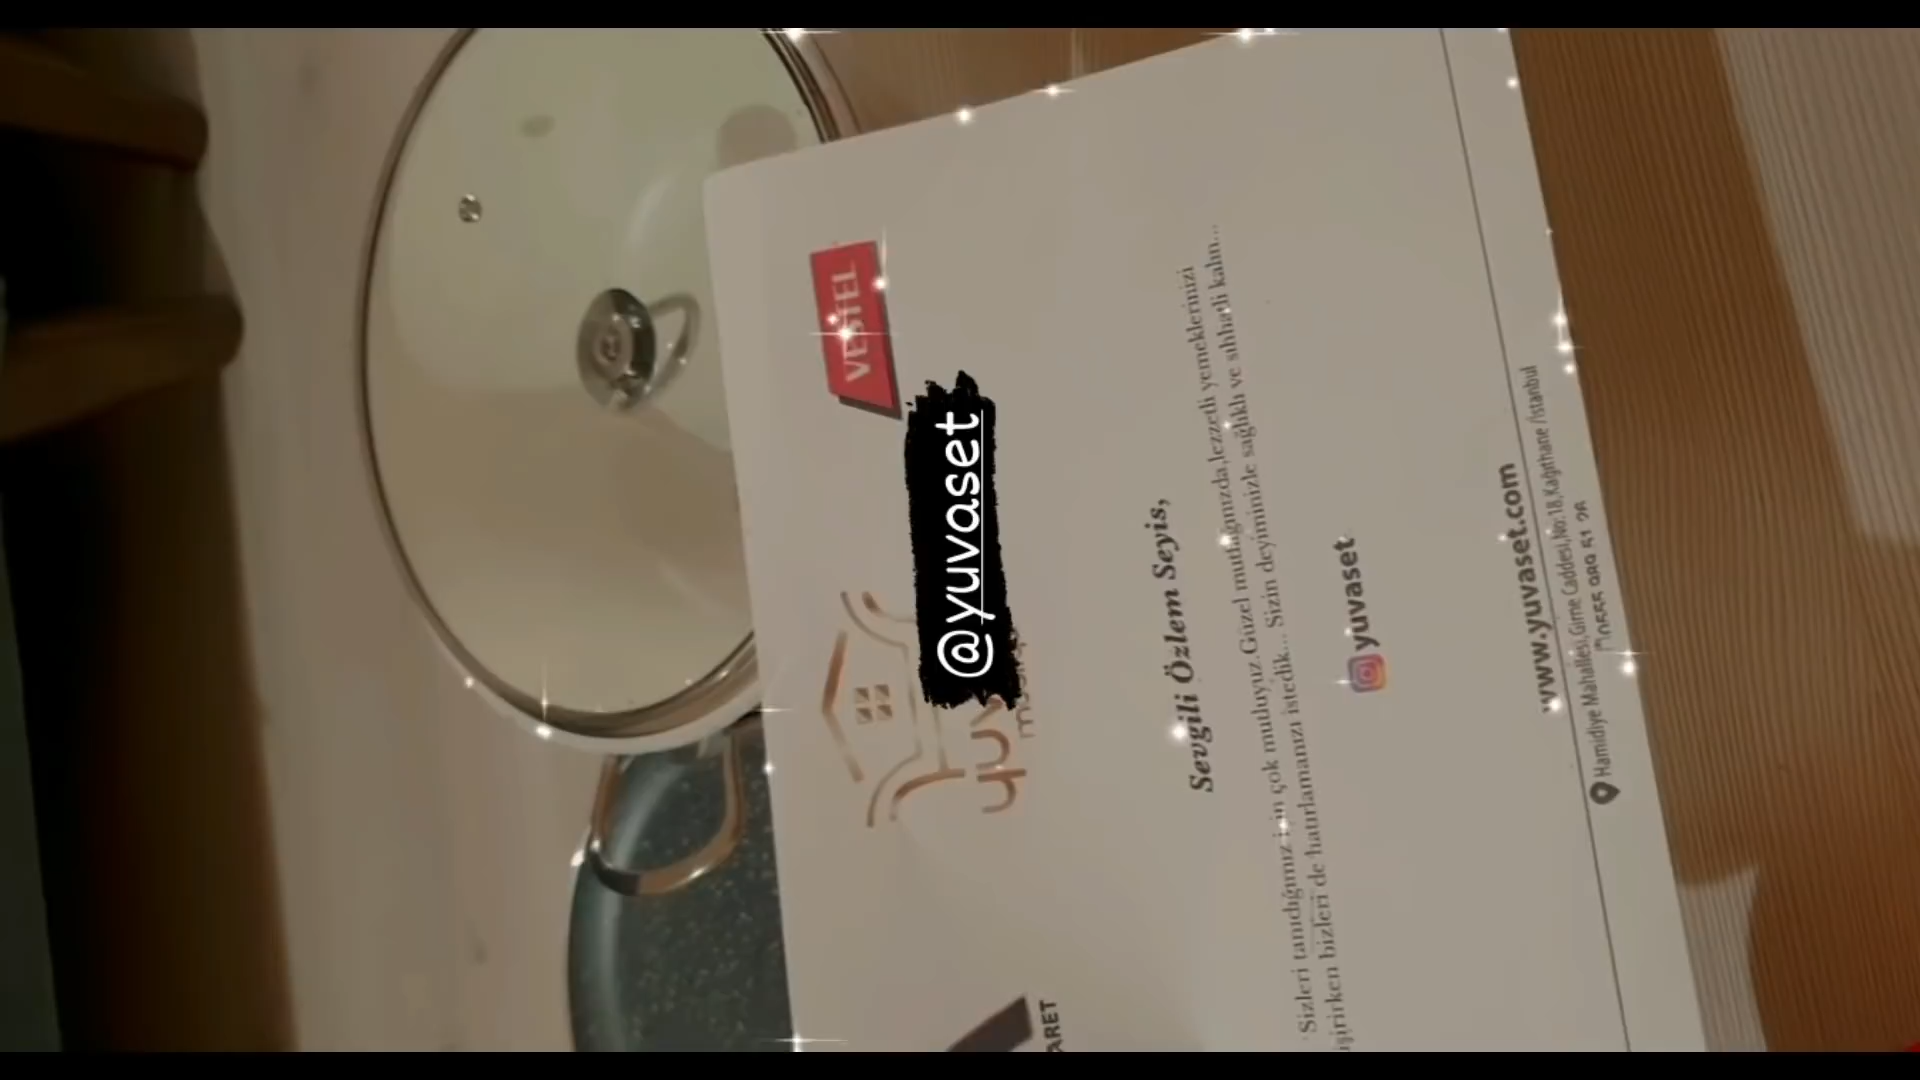 VESTEL
@yuvaset
yuv
ARET
Sevgili Özlem Seyis,
Sizleri tanıdığımız için çok mutluyuz.Güzel mutfağınızda,lezzetli yemeklerinizi
pişirirken bizleri de hatırlamanızı istedik... Sizin deyiminizle sağlıklı ve sıhhatli kalın...
yuvaset
www.yuvaset.com
Hamidiye Mahallesi,Girne Caddesi,No:18,Kağıthane /İstanbul